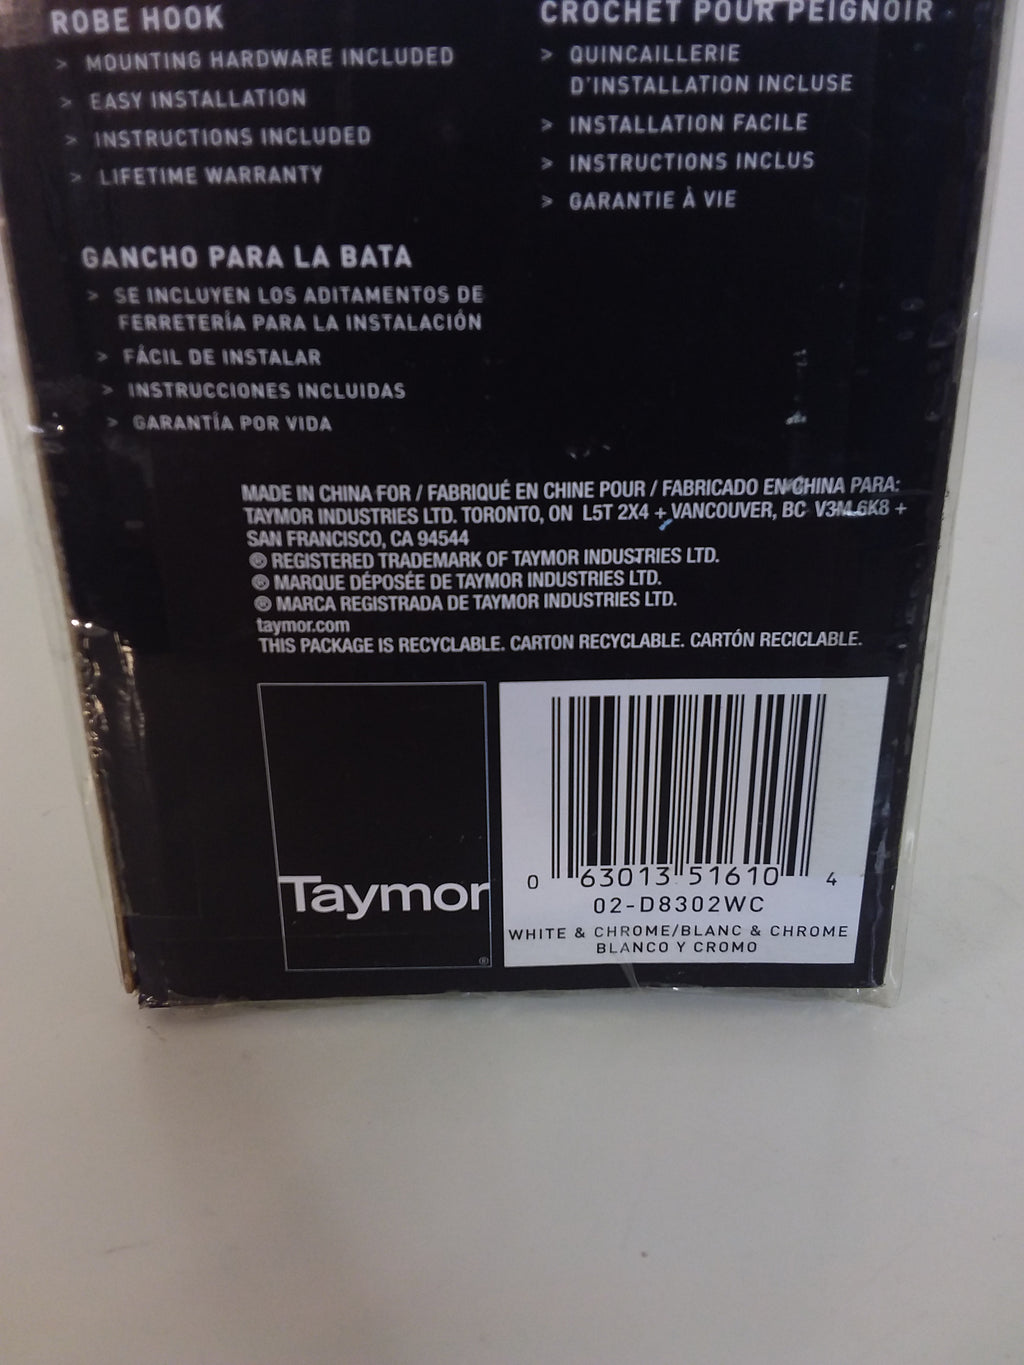 ROBE HOOK
> MOUNTING HARDWARE INCLUDED
> EASY INSTALLATION
> INSTRUCTIONS INCLUDED
> LIFETIME WARRANTY
CROCHET POUR PEIGNOIR
> QUINCAILLERIE
D'INSTALLATION INCLUSE
> INSTALLATION FACILE
> INSTRUCTIONS INCLUS
> GARANTIE À VIE
GANCHO PARA LA BATA
> SE INCLUYEN LOS ADITAMENTOS DE
FERRETERÍA PARA LA INSTALACIÓN
> FÁCIL DE INSTALAR
> INSTRUCCIONES INCLUIDAS
> GARANTÍA POR VIDA
MADE IN CHINA FOR / FABRIQUÉ EN CHINE POUR / FABRICADO EN CHINA PARA:
TAYMOR INDUSTRIES LTD. TORONTO, ON L5T 2X4 + VANCOUVER, BC V3M 6K8 +
SAN FRANCISCO, CA 94544
® REGISTERED TRADEMARK OF TAYMOR INDUSTRIES LTD.
® MARQUE DÉPOSÉE DE TAYMOR INDUSTRIES LTD.
® MARCA REGISTRADA DE TAYMOR INDUSTRIES LTD.
taymor.com
THIS PACKAGE IS RECYCLABLE. CARTON RECYCLABLE. CARTÓN RECICLABLE.
Taymor
®
0 63013 51610 4
02-D8302WC
WHITE & CHROME/BLANC & CHROME
BLANCO Y CROMO